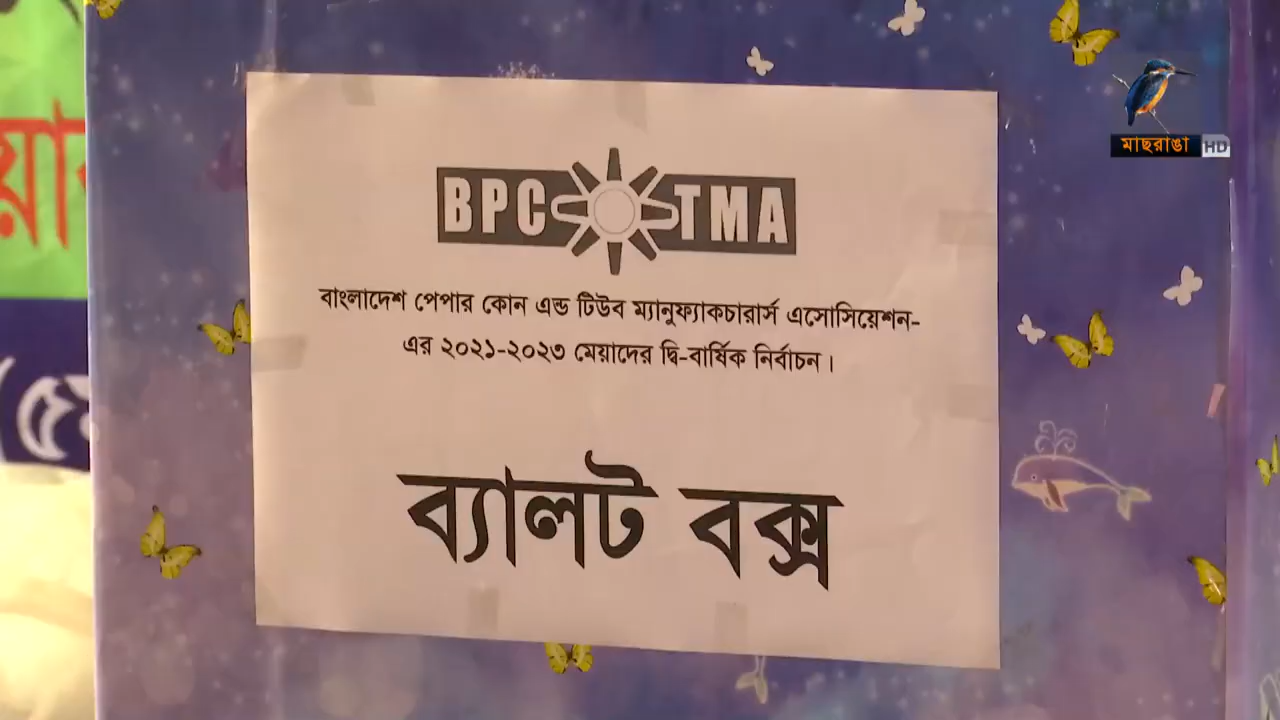 মাছরাঙা HD
BPC TMA
বাংলাদেশ পেপার কোন এন্ড টিউব ম্যানুফ্যাকচারার্স এসোসিয়েশন-
এর ২০২১-২০২৩ মেয়াদের দ্বি-বার্ষিক নির্বাচন।
ব্যালট বক্স